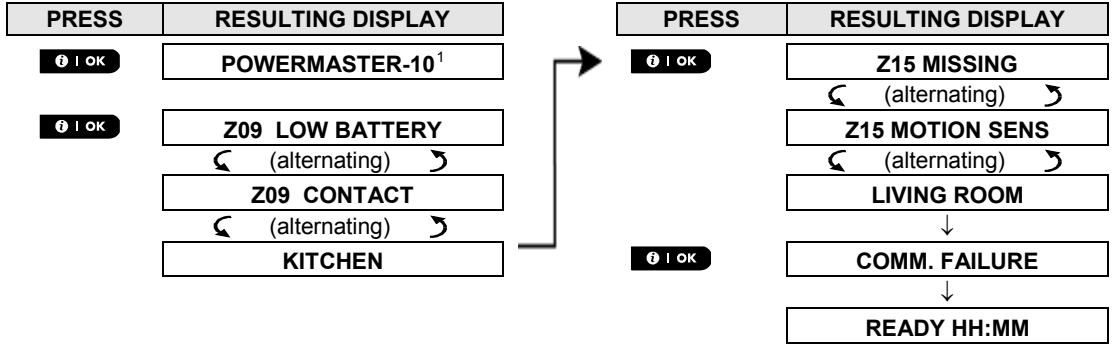 PRESS RESULTING DISPLAY
OK POWERMASTER-10¹
OK Z09 LOW BATTERY
(alternating)
Z09 CONTACT
(alternating)
KITCHEN
PRESS RESULTING DISPLAY
OK Z15 MISSING
(alternating)
Z15 MOTION SENS
(alternating)
LIVING ROOM
↓
OK COMM. FAILURE
↓
READY HH:MM